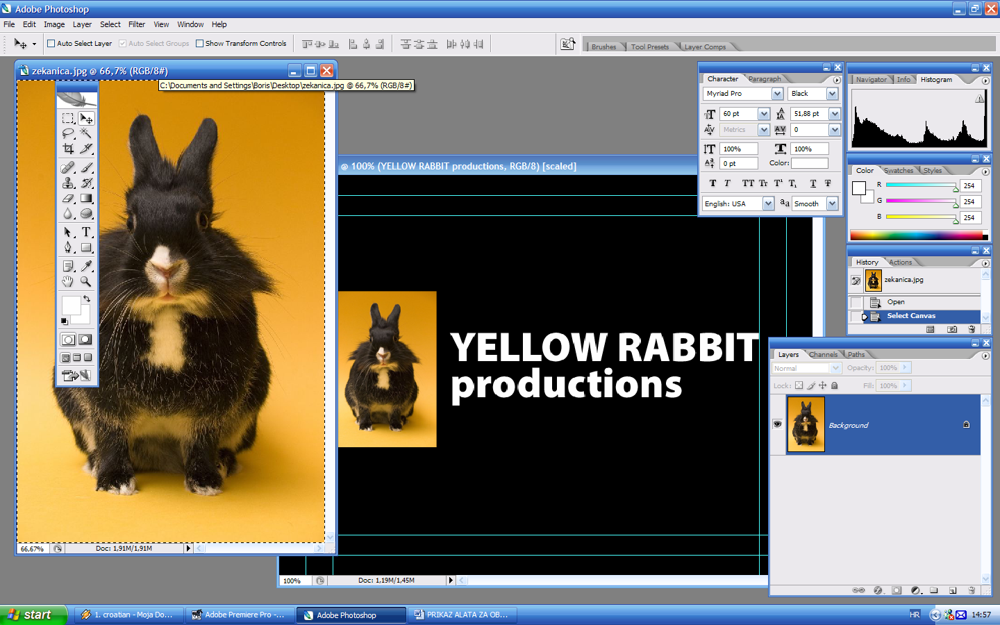 Adobe Photoshop
File Edit Image Layer Select Filter View Window Help
Auto Select Layer Auto Select Groups Show Transform Controls
Brushes Tool Presets Layer Comps
zekanica.jpg @ 66,7% (RGB/8#)
C:\Documents and Settings\Boris\Desktop\zekanica.jpg @ 66,7% (RGB/8#)
66,67% Doc: 1,91M/1,91M
@ 100% (YELLOW RABBIT productions, RGB/8) [scaled]
YELLOW RABBIT
productions
100% Doc: 1,19M/1,45M
Character Paragraph
Myriad Pro Black
60 pt 51,88 pt
Metrics 0
100% 100%
0 pt Color:
T T TT Tr T¹ T₁ T T
English: USA aa Smooth
Navigator Info Histogram
Color Swatches Styles
R 254
G 254
B 254
History Actions
zekanica.jpg
Open
Select Canvas
Layers Channels Paths
Normal Opacity: 100%
Lock: Fill: 100%
Background
start 1. croatian - Moja Do... Adobe Premiere Pro -... Adobe Photoshop PRIKAZ ALATA ZA OB... HR 14:57